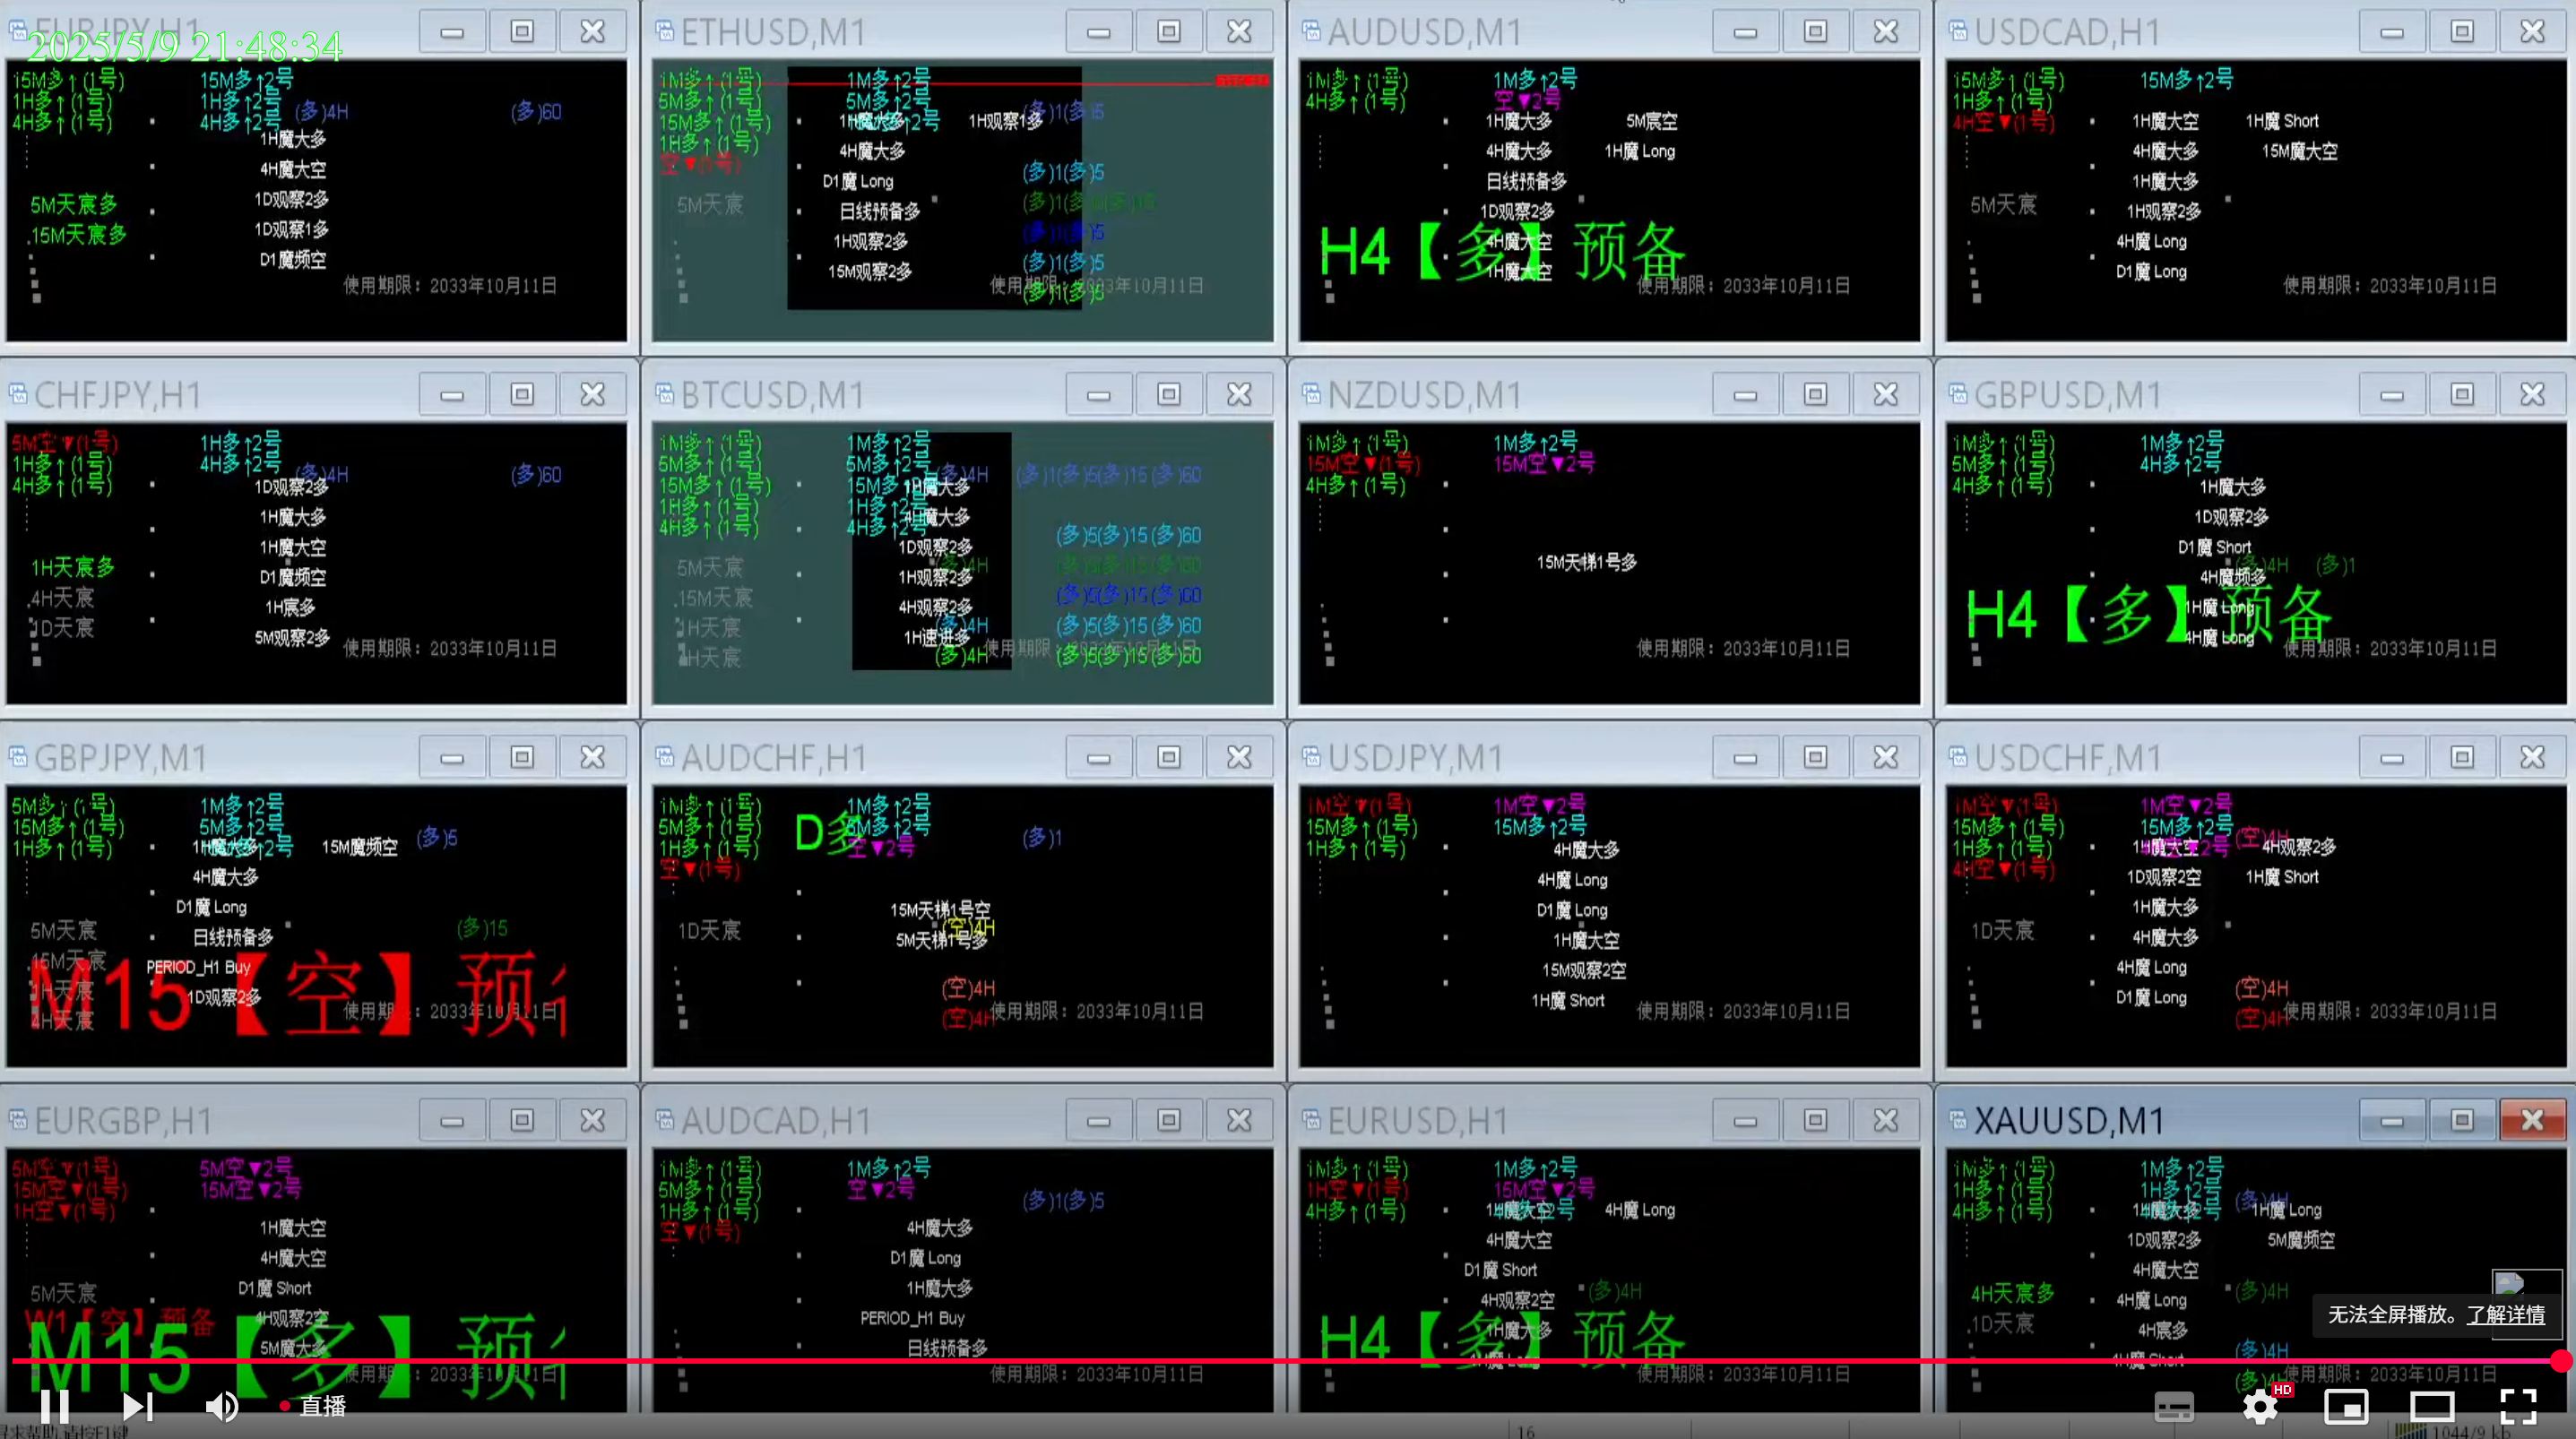 EURJPY,H1
2025/5/9 21:48:34
15M多↑(1号) 15M多↑2号
1H多↑(1号) 1H多↑2号 (多)4H (多)60
4H多↑(1号) 4H多↑2号
1H魔大多
4H魔大空
5M天宸多 1D观察2多
15M天宸多 1D观察1多
D1魔频空
使用期限：2033年10月11日
ETHUSD,M1
1M多↑(1号) 1M多↑2号
5M多↑(1号) 5M多↑2号 (多)1(多)5
15M多↑(1号) 1H魔大多 1H观察1多
1H多↑(1号) 4H魔大多
空▼(1号) (多)1(多)5
D1魔 Long
5M天宸 日线预备多
1H观察2多 (多)1(多)5
15M观察2多 (多)1(多)5
使用期限：2033年10月11日
(多)1(多)5
AUDUSD,M1
1M多↑(1号) 1M多↑2号
4H多↑(1号) 空▼2号
1H魔大多 5M宸空
4H魔大多 1H魔 Long
日线预备多
1D观察2多
H4【多】预备
4H魔大空
1H魔大空
使用期限：2033年10月11日
USDCAD,H1
15M多↑(1号) 15M多↑2号
1H多↑(1号)
4H空▼(1号) 1H魔大空 1H魔 Short
4H魔大多 15M魔大空
1H魔大多
5M天宸 1H观察2多
4H魔 Long
D1魔 Long
使用期限：2033年10月11日
CHFJPY,H1
5M空▼(1号) 1H多↑2号
1H多↑(1号) 4H多↑2号 (多)4H (多)60
4H多↑(1号) 1D观察2多
1H魔大多
1H魔大空
1H天宸多 D1魔频空
4H天宸 1H宸多
1D天宸 5M观察2多
使用期限：2033年10月11日
BTCUSD,M1
1M多↑(1号) 1M多↑2号
5M多↑(1号) 5M多↑2号 (多)4H (多)1(多)5(多)15(多)60
15M多↑(1号) 15M多 1H魔大多
1H多↑(1号) 1H多↑2号
4H多↑(1号) 4H多↑2号 4H魔大多
(多)5(多)15(多)60
1D观察2多
5M天宸 (多)4H (多)5(多)15(多)60
1H观察2多
15M天宸 (多)5(多)15(多)60
4H观察2多
1H天宸 (多)4H (多)5(多)15(多)60
1H速进多
4H天宸 (多)4H (多)5(多)15(多)60
NZDUSD,M1
1M多↑(1号) 1M多↑2号
15M空▼(1号) 15M空▼2号
4H多↑(1号)
15M天梯1号多
使用期限：2033年10月11日
GBPUSD,M1
1M多↑(1号) 1M多↑2号
5M多↑(1号) 4H多↑2号
4H多↑(1号) 1H魔大多
1D观察2多
D1魔 Short
(多)4H (多)1
4H魔频多
H4【多】预备
1H魔 Long
4H魔 Long
使用期限：2033年10月11日
GBPJPY,M1
5M多↑(1号) 1M多↑2号
15M多↑(1号) 5M多↑2号 (多)5
1H多↑(1号) 1H魔大多 15M魔频空
4H魔大多
D1魔 Long
5M天宸 (多)15
日线预备多
15M天宸 PERIOD_H1 Buy
M15【空】预
1H天宸 1D观察2多
4H天宸
使用期限：2033年10月11日
AUDCHF,H1
1M多↑(1号) 1M多↑2号
5M多↑(1号) D多 5M多↑2号 (多)1
1H多↑(1号) 空▼2号
空▼(1号)
15M天梯1号空
1D天宸 (空)4H
5M天梯1号多
(空)4H
(空)4H
使用期限：2033年10月11日
USDJPY,M1
1M空▼(1号) 1M空▼2号
15M多↑(1号) 15M多↑2号
1H多↑(1号) 4H魔大多
4H魔 Long
D1魔 Long
1H魔大空
15M观察2空
1H魔 Short
使用期限：2033年10月11日
USDCHF,M1
1M空▼(1号) 1M空▼2号
15M多↑(1号) 15M多↑2号 (空)4H
1H多↑(1号) 1H魔大空 4H观察2多
4H空▼(1号) 1D观察2空 1H魔 Short
1H魔大多
1D天宸 4H魔大多
4H魔 Long
D1魔 Long (空)4H
(空)4H
使用期限：2033年10月11日
EURGBP,H1
5M空▼(1号) 5M空▼2号
15M空▼(1号) 15M空▼2号
1H空▼(1号) 1H魔大空
4H魔大空
5M天宸 D1魔 Short
W1【空】预备 4H观察2空
M15【多】预
5M魔大多
使用期限：2033年10月11日
AUDCAD,H1
1M多↑(1号) 1M多↑2号
5M多↑(1号) 空▼2号 (多)1(多)5
1H多↑(1号)
空▼(1号) 4H魔大多
D1魔 Long
1H魔大多
PERIOD_H1 Buy
日线预备多
使用期限：2033年10月11日
EURUSD,H1
1M多↑(1号) 1M多↑2号
1H空▼(1号) 15M空▼2号
4H多↑(1号) 1H魔大空 4H魔 Long
4H魔大空
D1魔 Short
4H观察2空 (多)4H
H4【多】预备
1H魔大多
使用期限：2033年10月11日
XAUUSD,M1
1M多↑(1号) 1M多↑2号
1H多↑(1号) 1H多↑2号 (多)4H
4H多↑(1号) 1H魔大多 1H魔 Long
1D观察2多 5M魔频空
4H魔大空
4H天宸多 4H魔 Long (多)4H
1D天宸 4H宸多
无法全屏播放。了解详情
(多)4H
使用期限：2033年10月11日
直播
HD
16
1044/9 kb